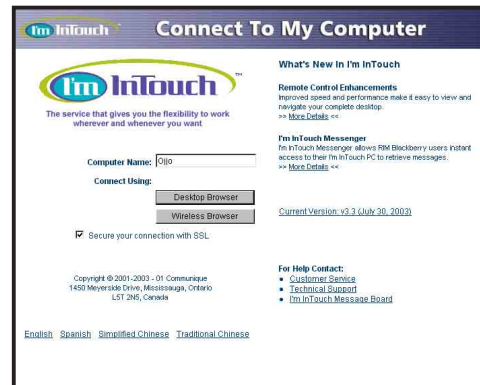 I'm InTouch Connect To My Computer
I'm InTouch™
The service that gives you the flexibility to work
wherever and whenever you want
Computer Name: Ojjo
Connect Using:
Desktop Browser
Wireless Browser
Secure your connection with SSL
Copyright © 2001-2003 - 01 Communique
1450 Meyerside Drive, Mississauga, Ontario
L5T 2N5, Canada
English Spanish Simplified Chinese Traditional Chinese
What's New In I'm InTouch
Remote Control Enhancements
Improved speed and performance make it easy to view and
navigate your complete desktop.
>> More Details <<
I'm InTouch Messenger
I'm InTouch Messenger allows RIM Blackberry users instant
access to their I'm InTouch PC to retrieve messages.
>> More Details <<
Current Version: v3.3 (July 30, 2003)
For Help Contact:
Customer Service
Technical Support
I'm InTouch Message Board